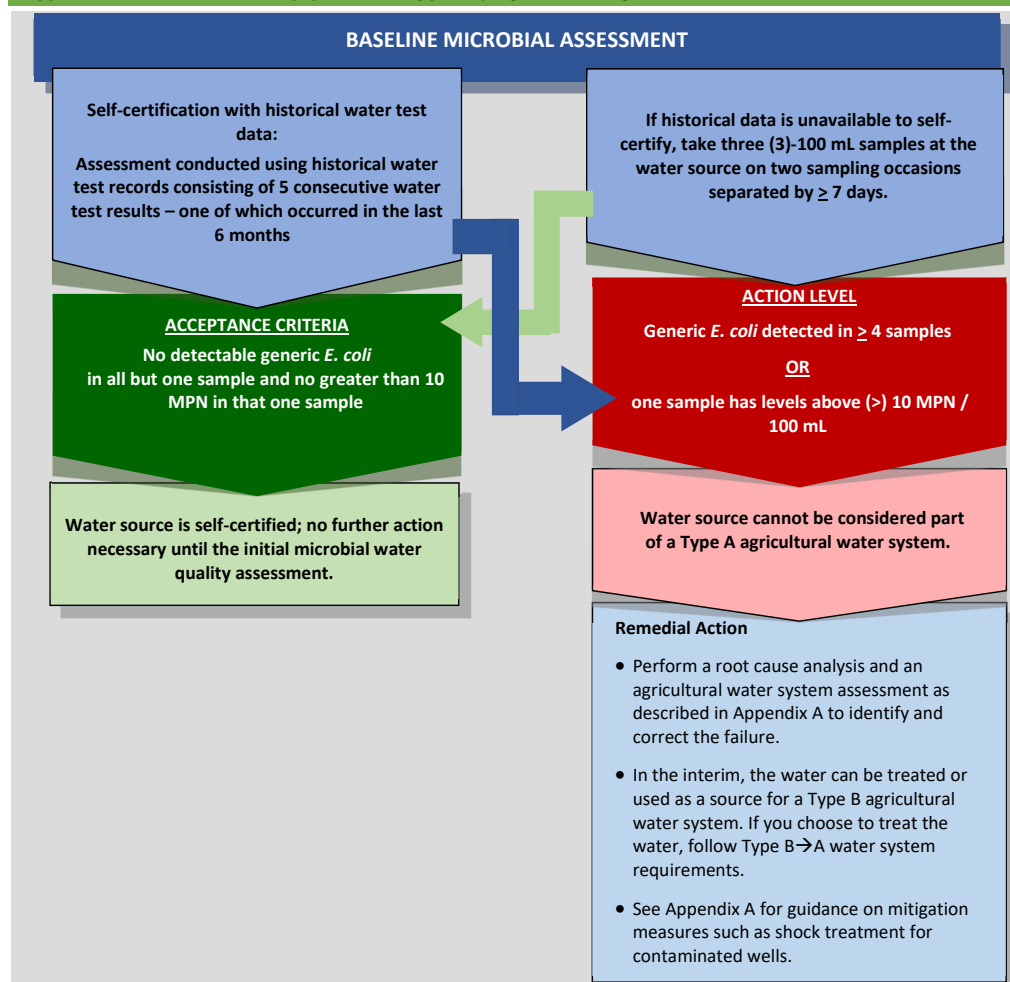 BASELINE MICROBIAL ASSESSMENT
Self-certification with historical water test
data:
Assessment conducted using historical water
test records consisting of 5 consecutive water
test results – one of which occurred in the last
6 months
If historical data is unavailable to self-
certify, take three (3)-100 mL samples at the
water source on two sampling occasions
separated by ≥ 7 days.
ACCEPTANCE CRITERIA
No detectable generic E. coli
in all but one sample and no greater than 10
MPN in that one sample
ACTION LEVEL
Generic E. coli detected in ≥ 4 samples
OR
one sample has levels above (>) 10 MPN /
100 mL
Water source is self-certified; no further action
necessary until the initial microbial water
quality assessment.
Water source cannot be considered part
of a Type A agricultural water system.
Remedial Action
• Perform a root cause analysis and an
agricultural water system assessment as
described in Appendix A to identify and
correct the failure.
• In the interim, the water can be treated or
used as a source for a Type B agricultural
water system. If you choose to treat the
water, follow Type B→A water system
requirements.
• See Appendix A for guidance on mitigation
measures such as shock treatment for
contaminated wells.